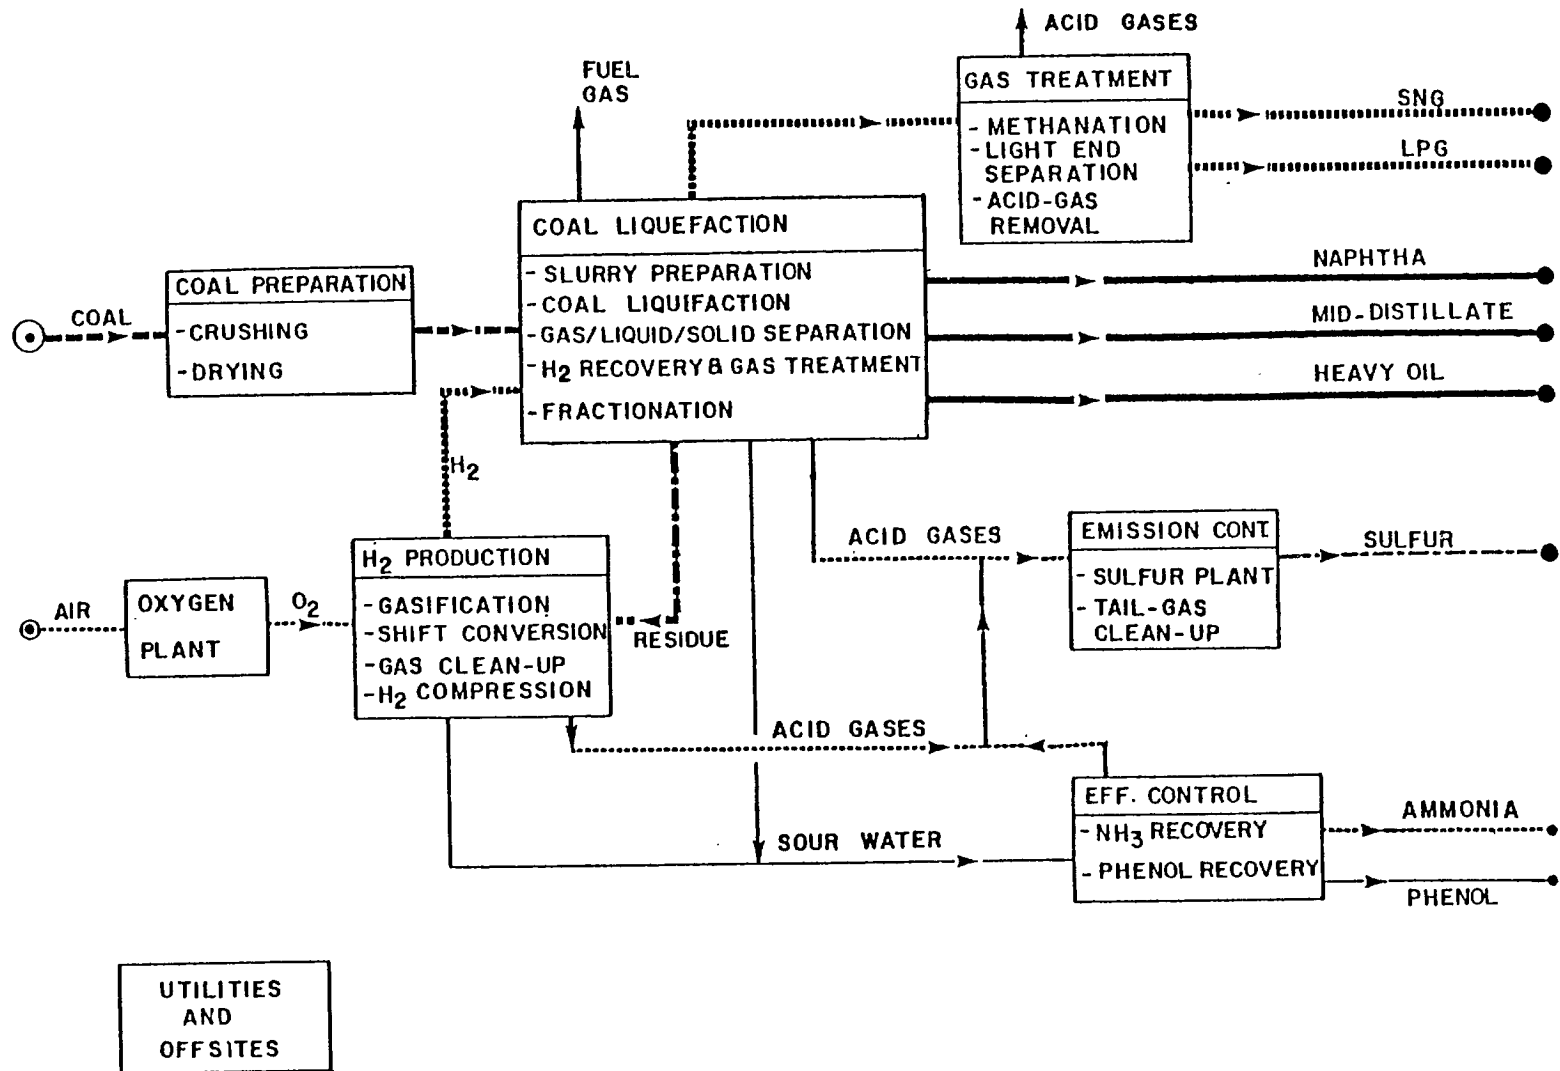 ACID GASES
FUEL
GAS
GAS TREATMENT
- METHANATION
- LIGHT END
SEPARATION
- ACID-GAS
REMOVAL
SNG
LPG
COAL LIQUEFACTION
- SLURRY PREPARATION
- COAL LIQUIFACTION
- GAS/LIQUID/SOLID SEPARATION
- H2 RECOVERY & GAS TREATMENT
- FRACTIONATION
NAPHTHA
MID-DISTILLATE
HEAVY OIL
COAL
COAL PREPARATION
- CRUSHING
- DRYING
H2
AIR
OXYGEN
PLANT
O2
H2 PRODUCTION
- GASIFICATION
- SHIFT CONVERSION
- GAS CLEAN-UP
- H2 COMPRESSION
RESIDUE
ACID GASES
EMISSION CONT.
- SULFUR PLANT
- TAIL-GAS
CLEAN-UP
SULFUR
ACID GASES
SOUR WATER
EFF. CONTROL
- NH3 RECOVERY
- PHENOL RECOVERY
AMMONIA
PHENOL
UTILITIES
AND
OFFSITES